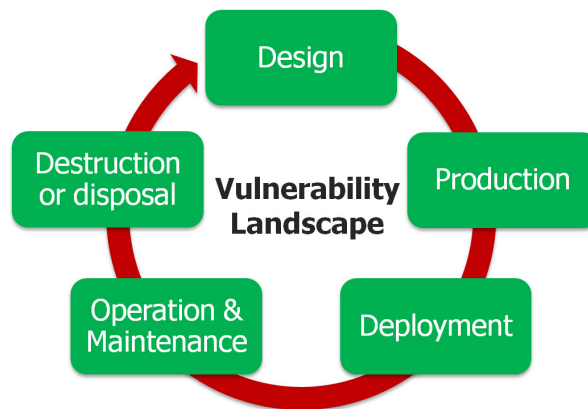 Design
Production
Deployment
Operation &
Maintenance
Destruction
or disposal
Vulnerability
Landscape